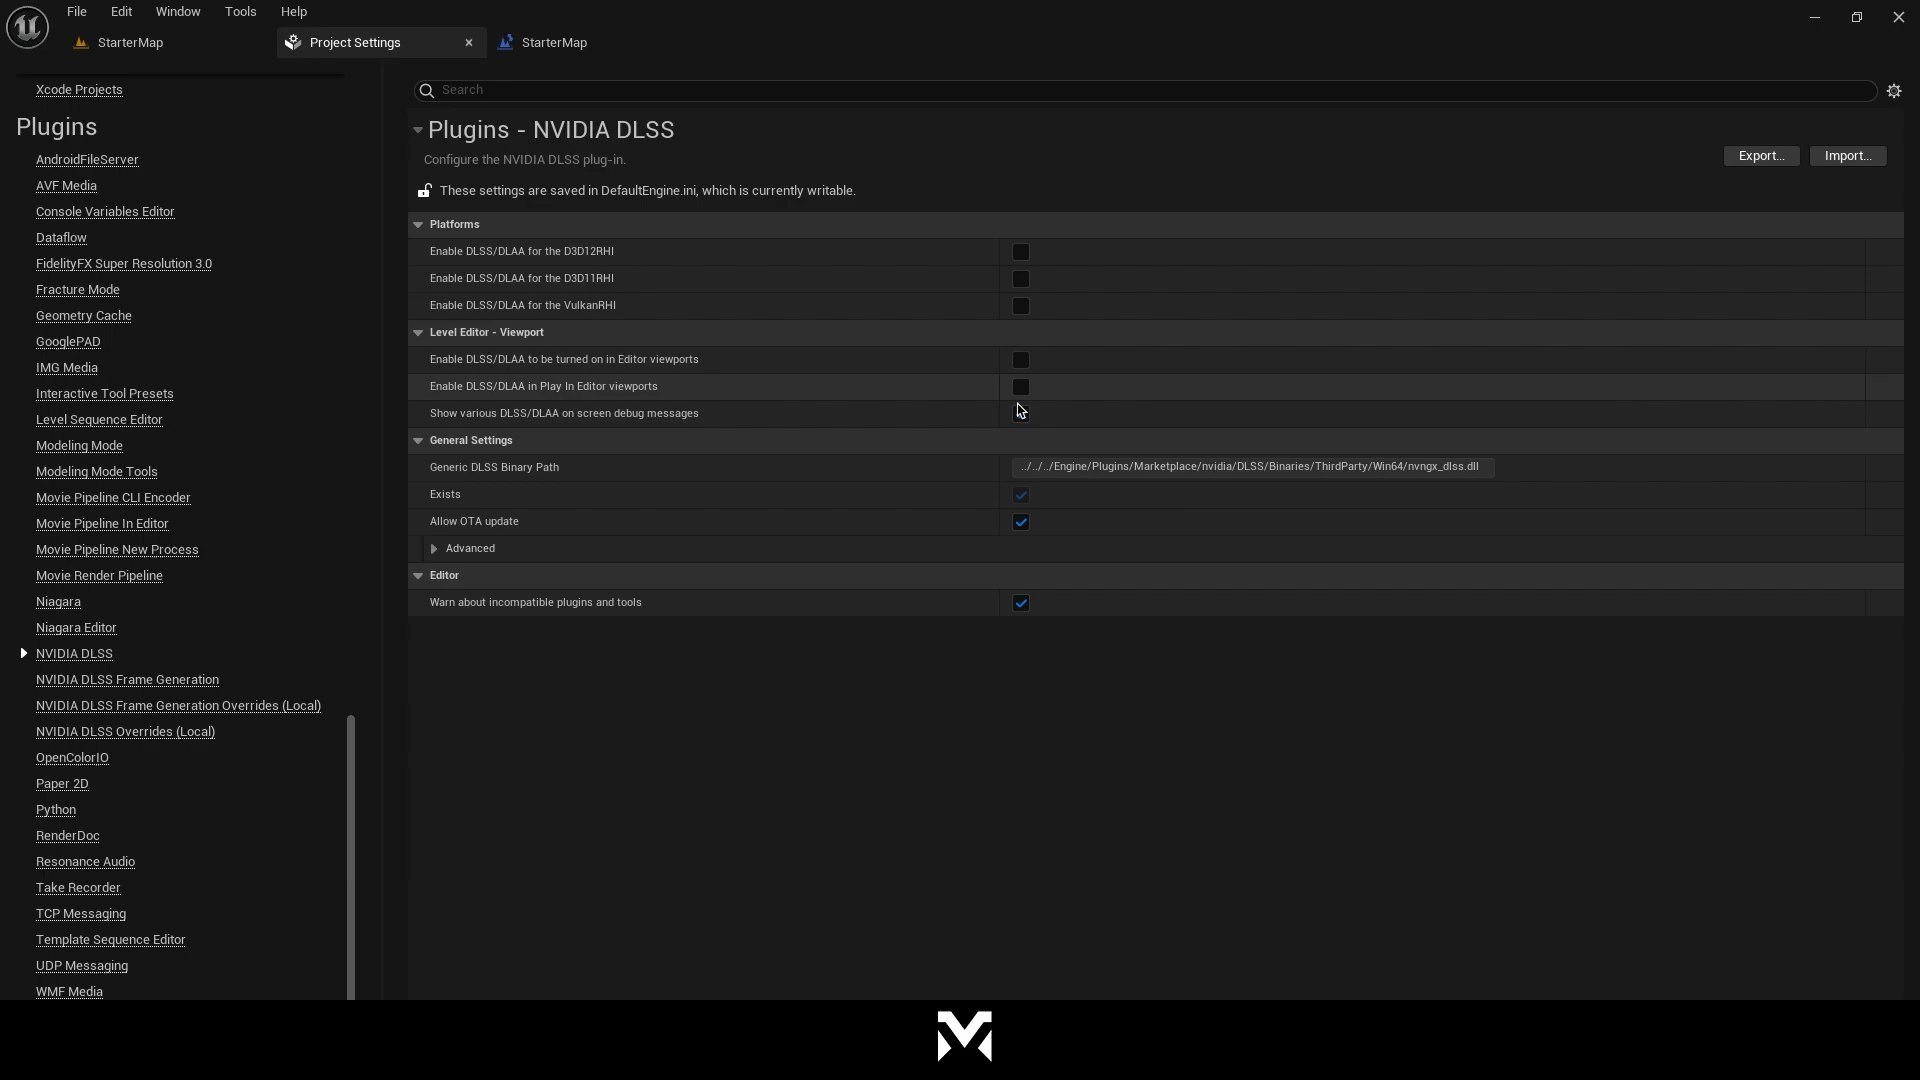 File Edit Window Tools Help
StarterMap Project Settings StarterMap
Xcode Projects
Plugins
AndroidFileServer
AVF Media
Console Variables Editor
Dataflow
FidelityFX Super Resolution 3.0
Fracture Mode
Geometry Cache
GooglePAD
IMG Media
Interactive Tool Presets
Level Sequence Editor
Modeling Mode
Modeling Mode Tools
Movie Pipeline CLI Encoder
Movie Pipeline In Editor
Movie Pipeline New Process
Movie Render Pipeline
Niagara
Niagara Editor
NVIDIA DLSS
NVIDIA DLSS Frame Generation
NVIDIA DLSS Frame Generation Overrides (Local)
NVIDIA DLSS Overrides (Local)
OpenColorIO
Paper 2D
Python
RenderDoc
Resonance Audio
Take Recorder
TCP Messaging
Template Sequence Editor
UDP Messaging
WMF Media
Search
Plugins - NVIDIA DLSS
Configure the NVIDIA DLSS plug-in.
Export... Import...
These settings are saved in DefaultEngine.ini, which is currently writable.
Platforms
Enable DLSS/DLAA for the D3D12RHI
Enable DLSS/DLAA for the D3D11RHI
Enable DLSS/DLAA for the VulkanRHI
Level Editor - Viewport
Enable DLSS/DLAA to be turned on in Editor viewports
Enable DLSS/DLAA in Play In Editor viewports
Show various DLSS/DLAA on screen debug messages
General Settings
Generic DLSS Binary Path ../../../Engine/Plugins/Marketplace/nvidia/DLSS/Binaries/ThirdParty/Win64/nvngx_dlss.dll
Exists
Allow OTA update
Advanced
Editor
Warn about incompatible plugins and tools